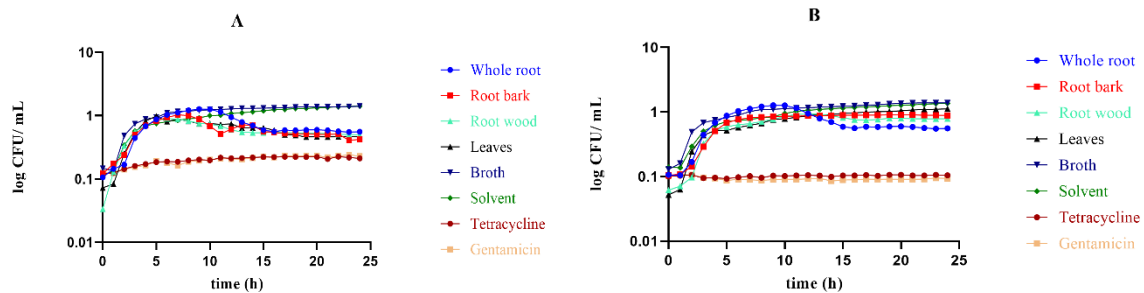 A
log CFU/ mL
10
1
0.1
0.01
0
5
10
15
20
25
time (h)
Whole root
Root bark
Root wood
Leaves
Broth
Solvent
Tetracycline
Gentamicin
B
log CFU/ mL
10
1
0.1
0.01
0
5
10
15
20
25
time (h)
Whole root
Root bark
Root wood
Leaves
Broth
Solvent
Tetracycline
Gentamicin